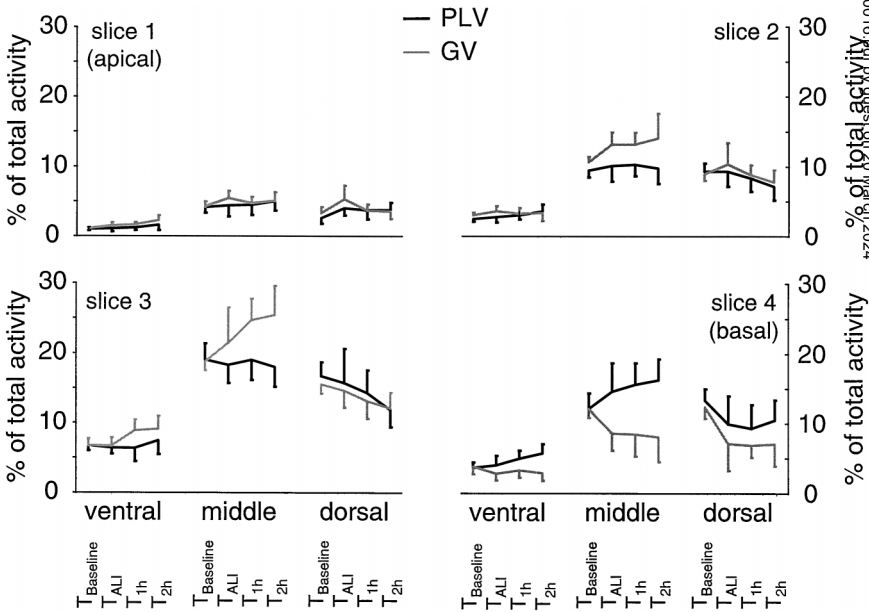 PLV
GV
slice 1
(apical)
30
20
10
0
% of total activity
slice 2
30
20
10
0
% of total activity
slice 3
30
20
10
0
% of total activity
slice 4
(basal)
30
20
10
0
% of total activity
ventral middle dorsal
ventral middle dorsal
TBaseline TALI T1h T2h TBaseline TALI T1h T2h TBaseline TALI T1h T2h
TBaseline TALI T1h T2h TBaseline TALI T1h T2h TBaseline TALI T1h T2h